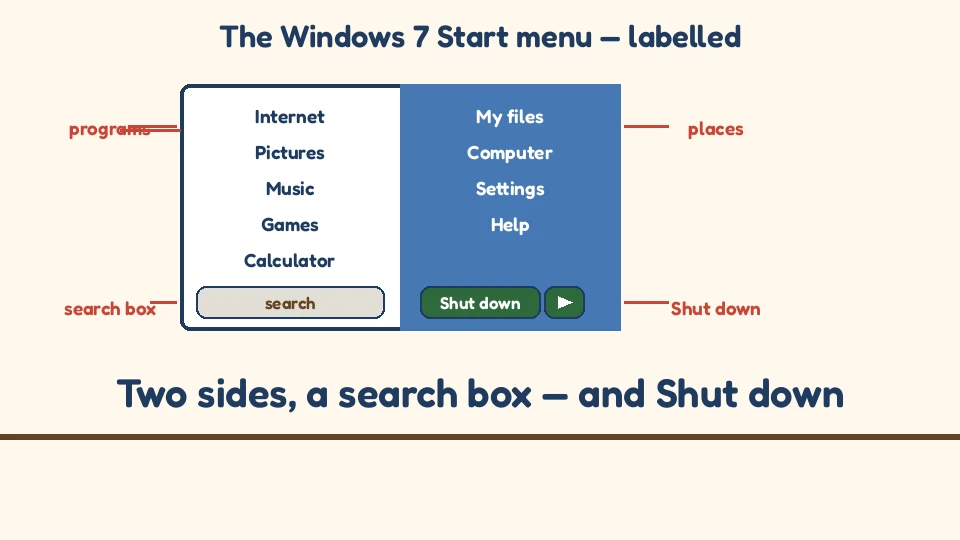 The Windows 7 Start menu — labelled
programs
Internet
Pictures
Music
Games
Calculator
search
search box
My files
Computer
Settings
Help
Shut down
places
Shut down
Two sides, a search box — and Shut down